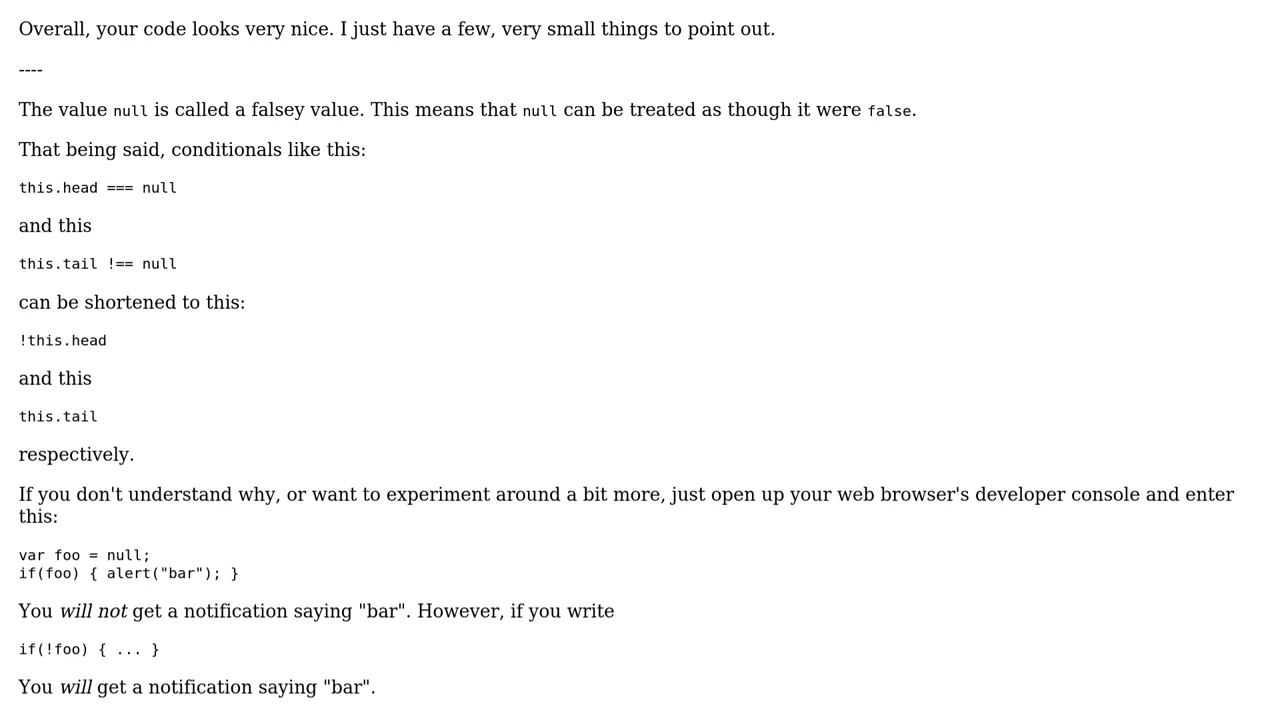 Overall, your code looks very nice. I just have a few, very small things to point out.
----
The value null is called a falsey value. This means that null can be treated as though it were false.
That being said, conditionals like this:
this.head === null
and this
this.tail !== null
can be shortened to this:
!this.head
and this
this.tail
respectively.
If you don't understand why, or want to experiment around a bit more, just open up your web browser's developer console and enter
this:
var foo = null;
if(foo) { alert("bar"); }
You will not get a notification saying "bar". However, if you write
if(!foo) { ... }
You will get a notification saying "bar".